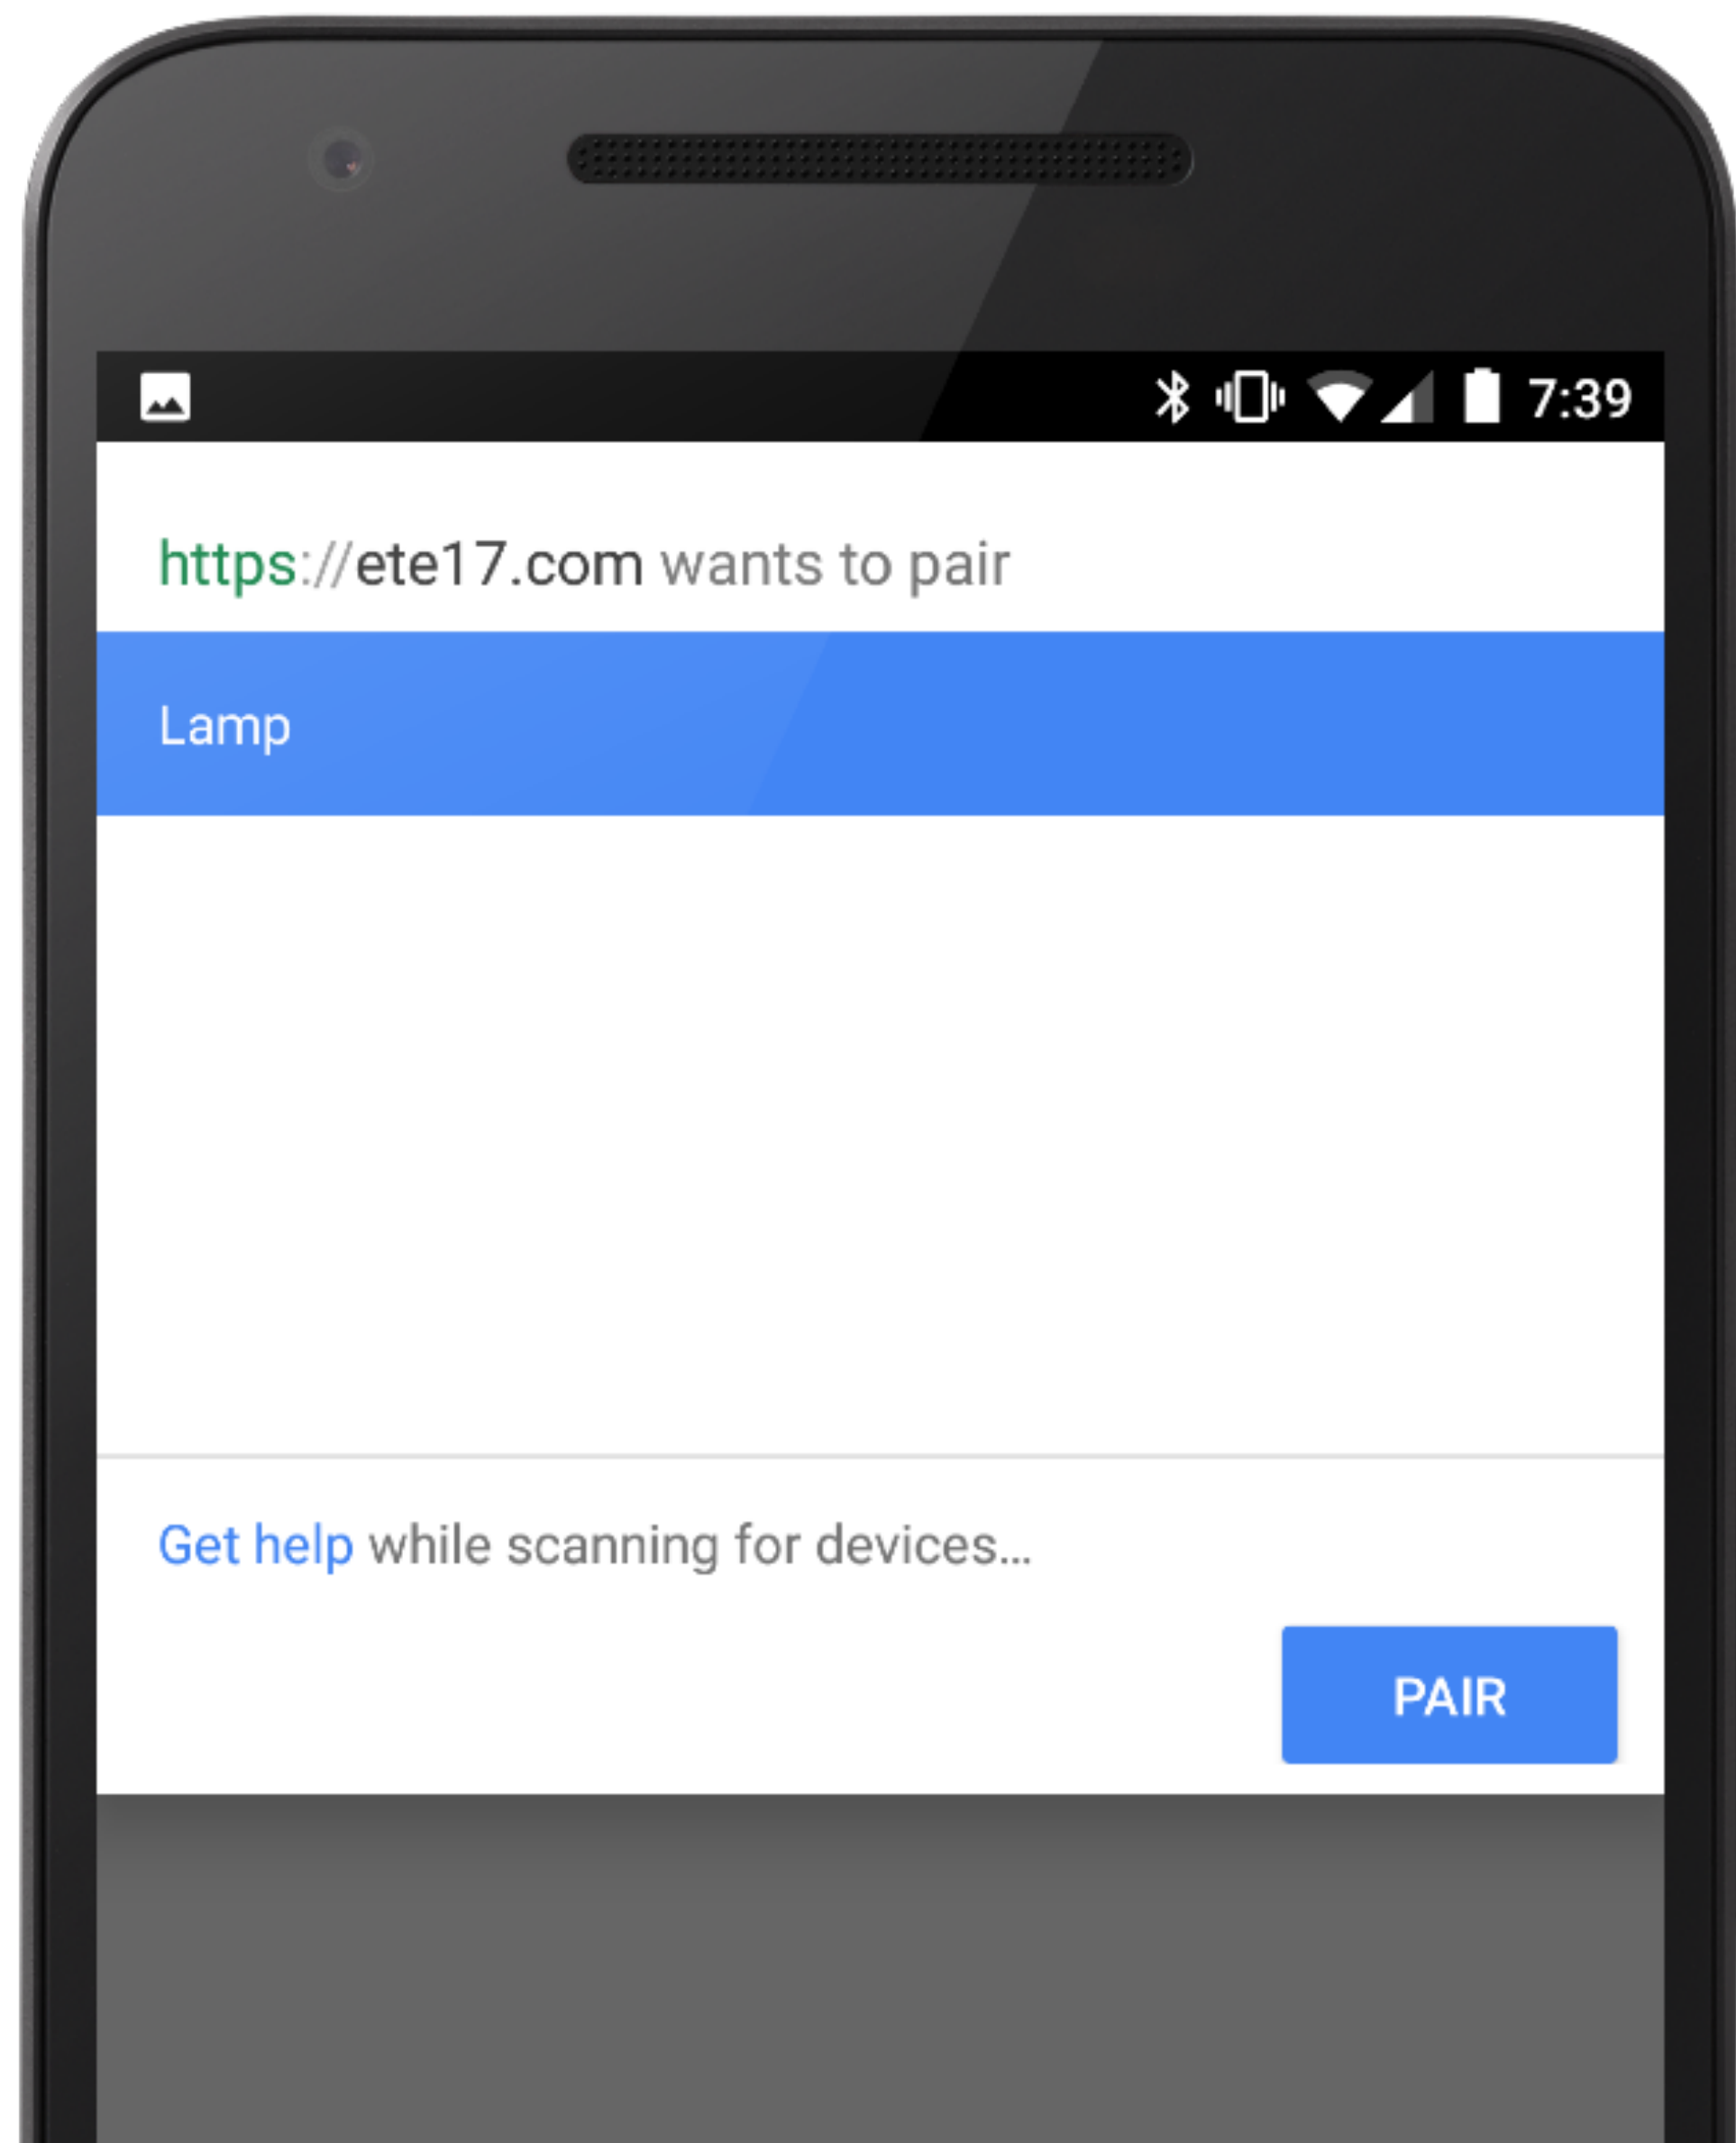 7:39
https://ete17.com wants to pair
Lamp
Get help while scanning for devices...
PAIR